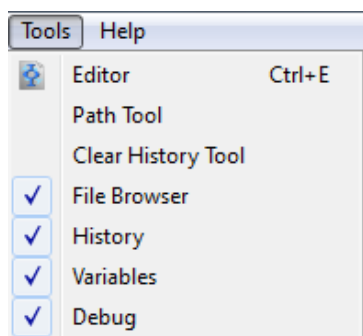 Tools Help
Editor Ctrl+E
Path Tool
Clear History Tool
File Browser
History
Variables
Debug